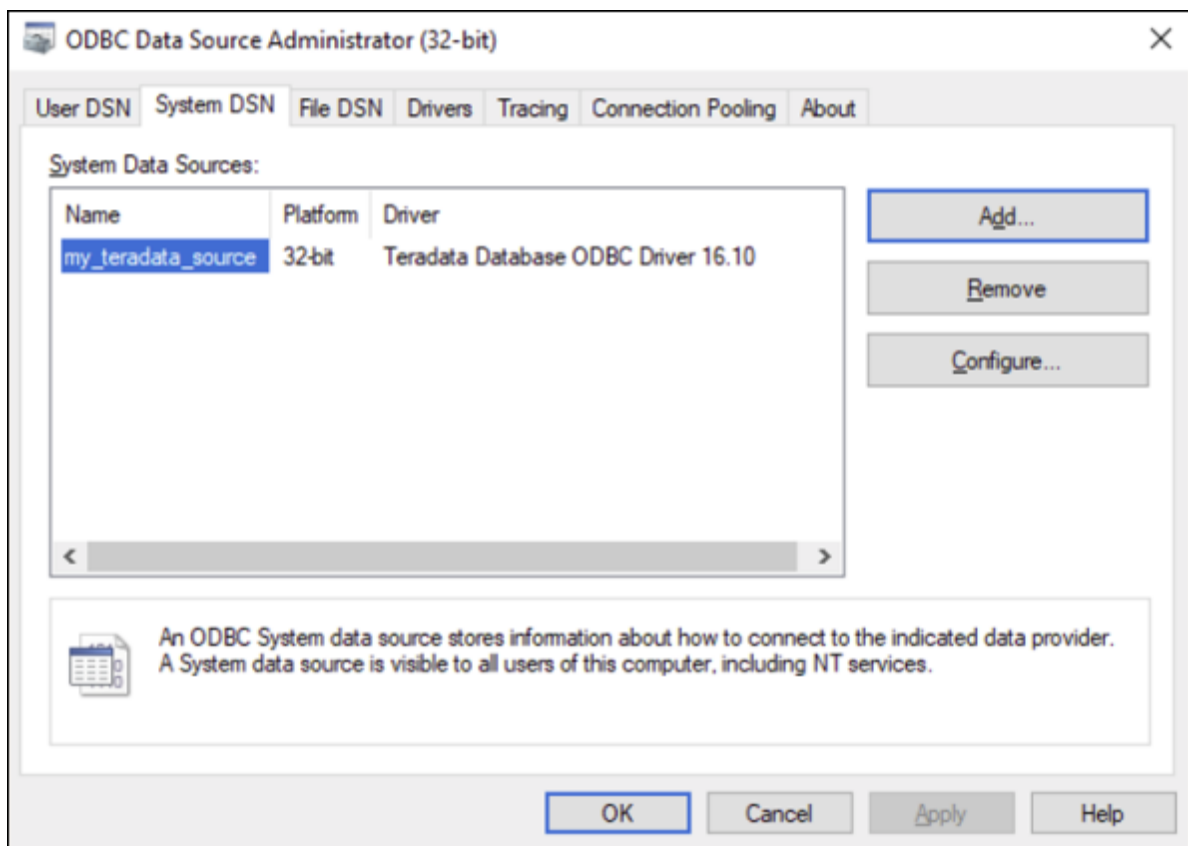 ODBC Data Source Administrator (32-bit)
User DSN System DSN File DSN Drivers Tracing Connection Pooling About
System Data Sources:
Name Platform Driver
my_teradata_source 32-bit Teradata Database ODBC Driver 16.10
Add...
Remove
Configure...
An ODBC System data source stores information about how to connect to the indicated data provider.
A System data source is visible to all users of this computer, including NT services.
OK Cancel Apply Help